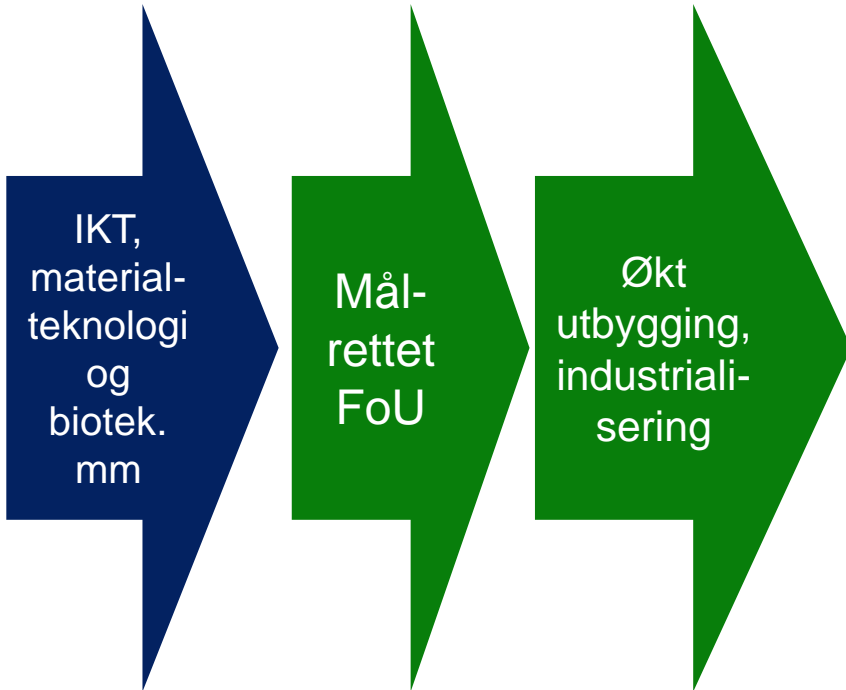 IKT,
material-
teknologi
og
biotek.
mm
Mål-
rettet
FoU
Økt
utbygging,
industriali-
sering